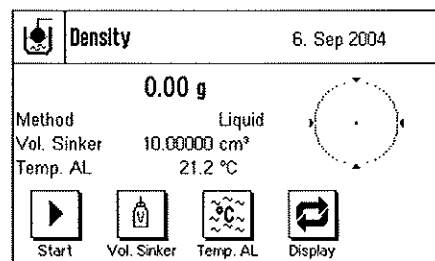 Density 6. Sep 2004
0.00 g
Method Liquid
Vol. Sinker 10.00000 cm³
Temp. AL 21.2 °C
V °C
Start Vol. Sinker Temp. AL Display